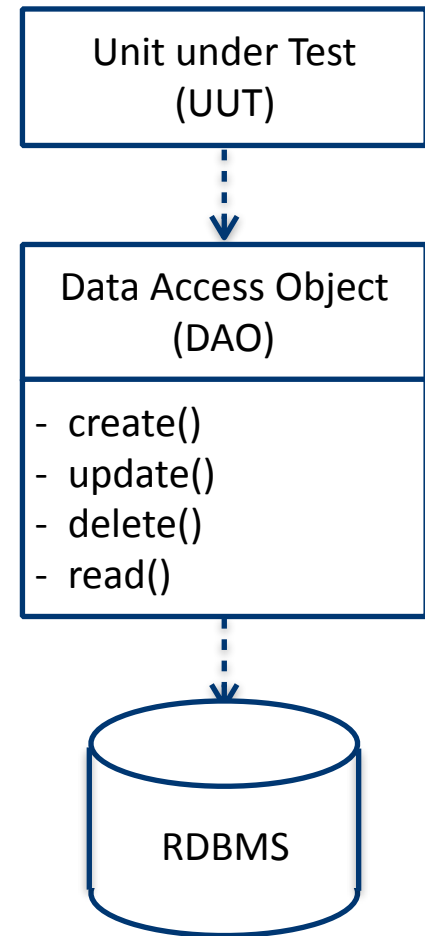 Unit under Test
(UUT)
Data Access Object
(DAO)
- create()
- update()
- delete()
- read()
RDBMS